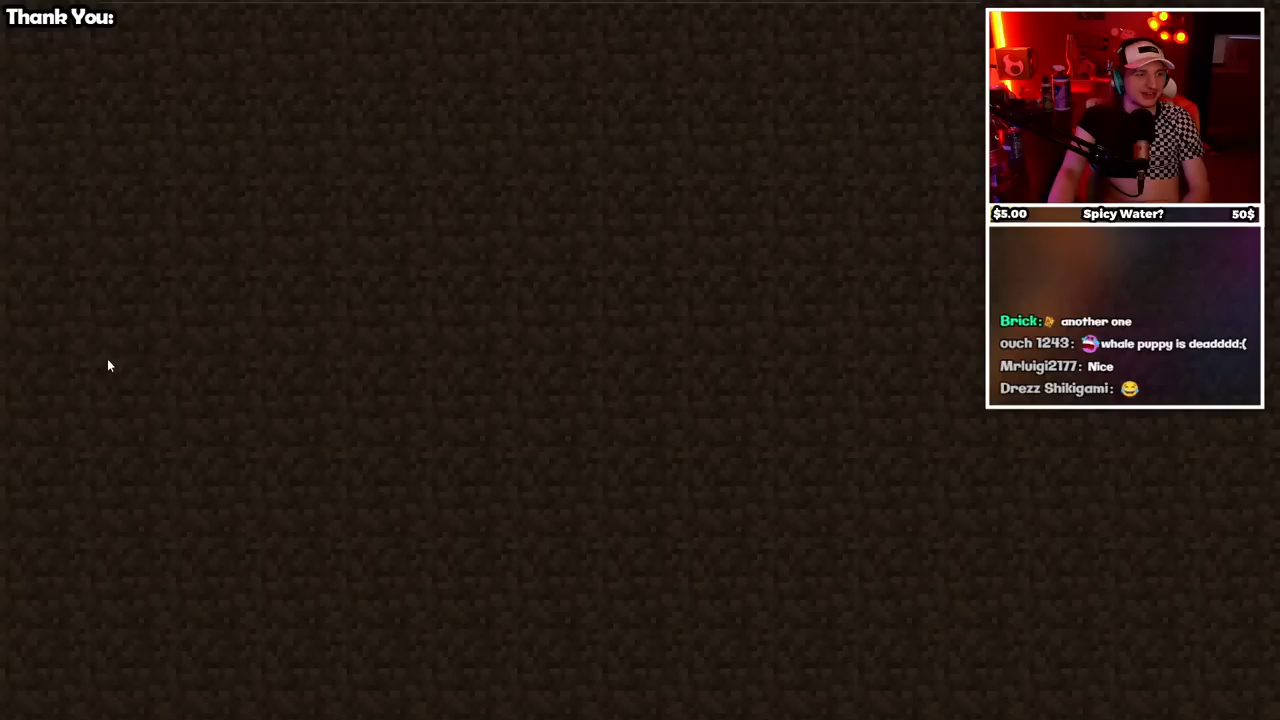 Thank You:
$5.00 Spicy Water? 50$
Brick: another one
ouch 1243: whale puppy is deadddd:(
Mrluigi2177: Nice
Drezz Shikigami: 😂